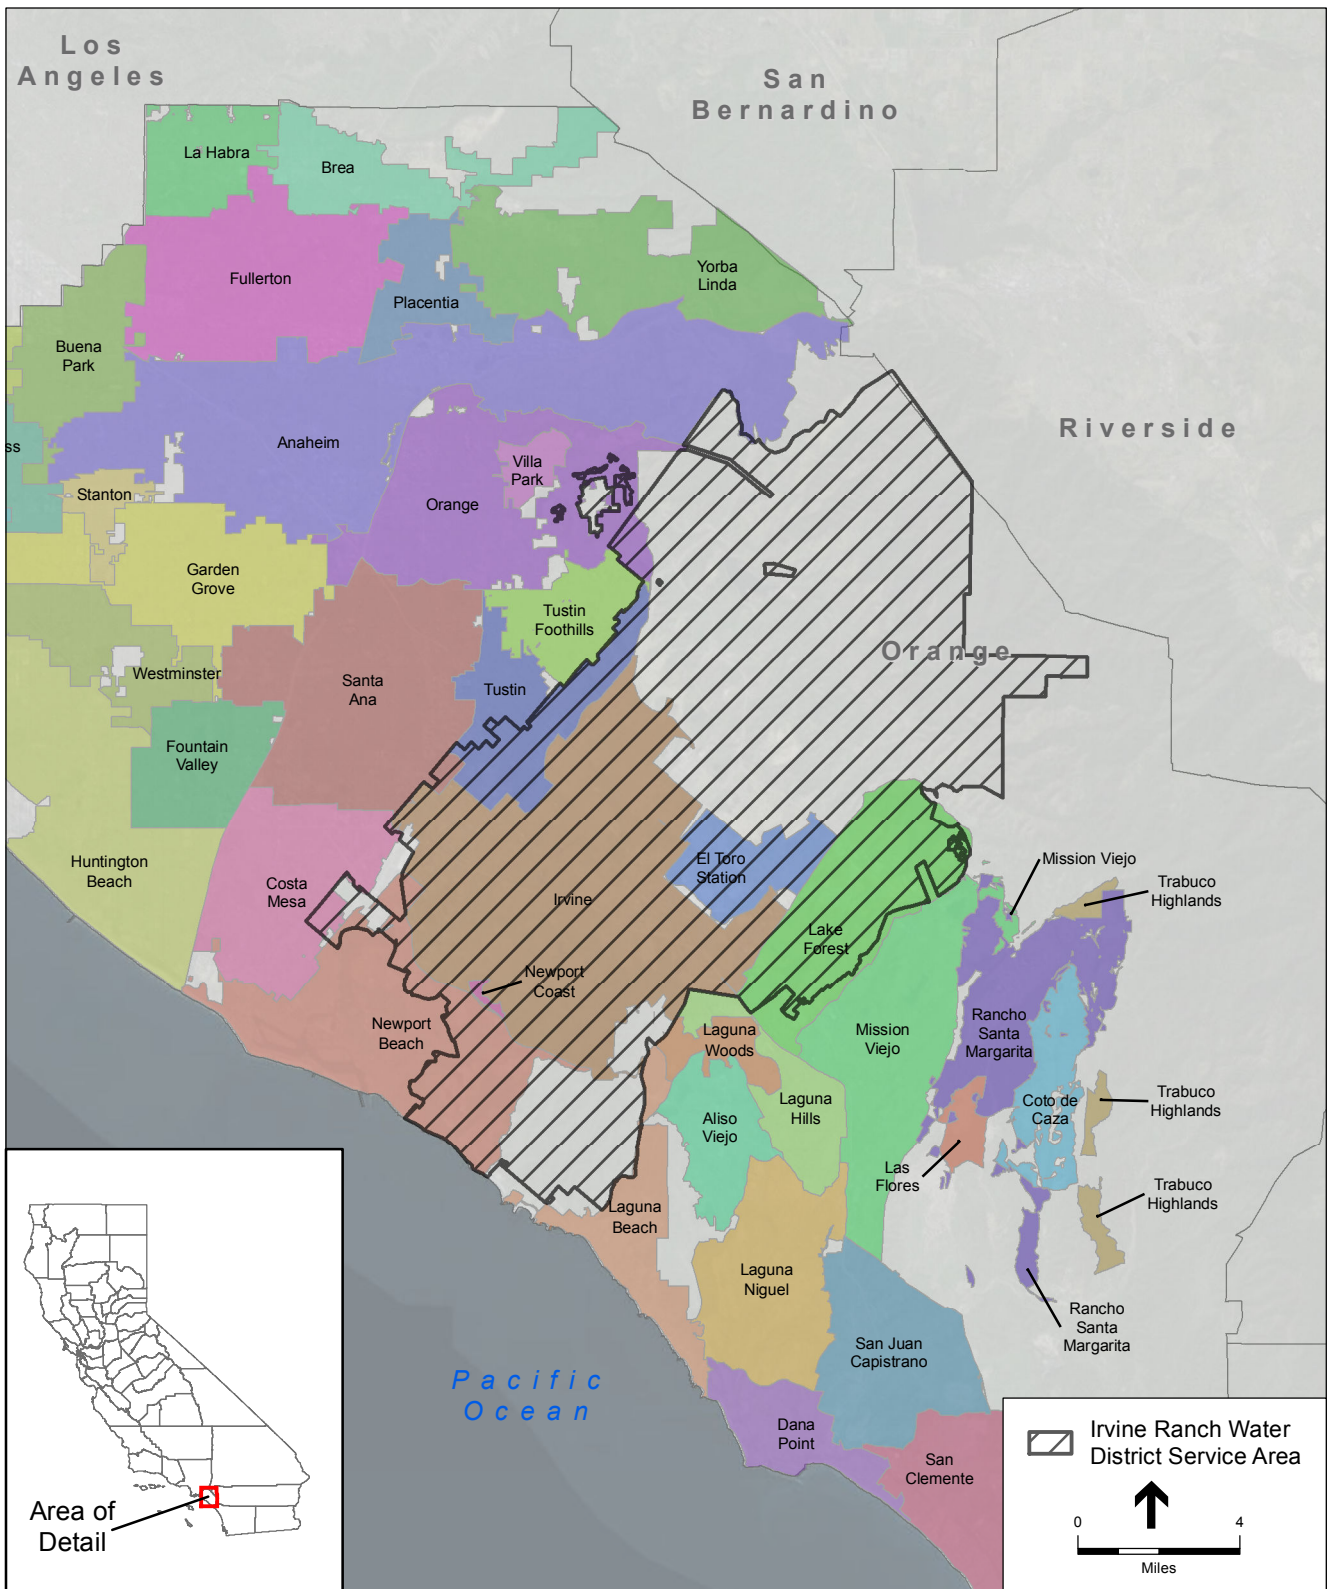 Los
Angeles
San
Bernardino
La Habra
Brea
Fullerton
Yorba
Linda
Placentia
Buena
Park
Riverside
Anaheim
ss
Villa
Park
Stanton
Orange
Garden
Grove
Tustin
Foothills
Orange
Westminster
Santa
Ana
Tustin
Fountain
Valley
Huntington
Beach
Costa
Mesa
El Toro
Station
Irvine
Mission Viejo
Trabuco
Highlands
Lake
Forest
Newport
Coast
Newport
Beach
Laguna
Woods
Mission
Viejo
Rancho
Santa
Margarita
Aliso
Viejo
Laguna
Hills
Coto de
Caza
Trabuco
Highlands
Las
Flores
Laguna
Beach
Trabuco
Highlands
Laguna
Niguel
Rancho
Santa
Margarita
San Juan
Capistrano
Pacific
Ocean
Dana
Point
San
Clemente
Area of
Detail
Irvine Ranch Water
District Service Area
0 4
Miles